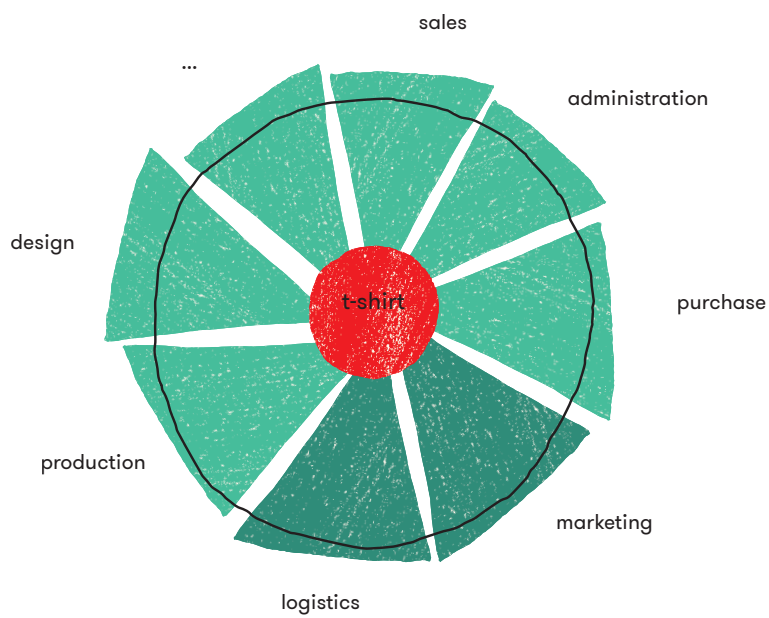 sales
...
administration
design
t-shirt
purchase
production
marketing
logistics